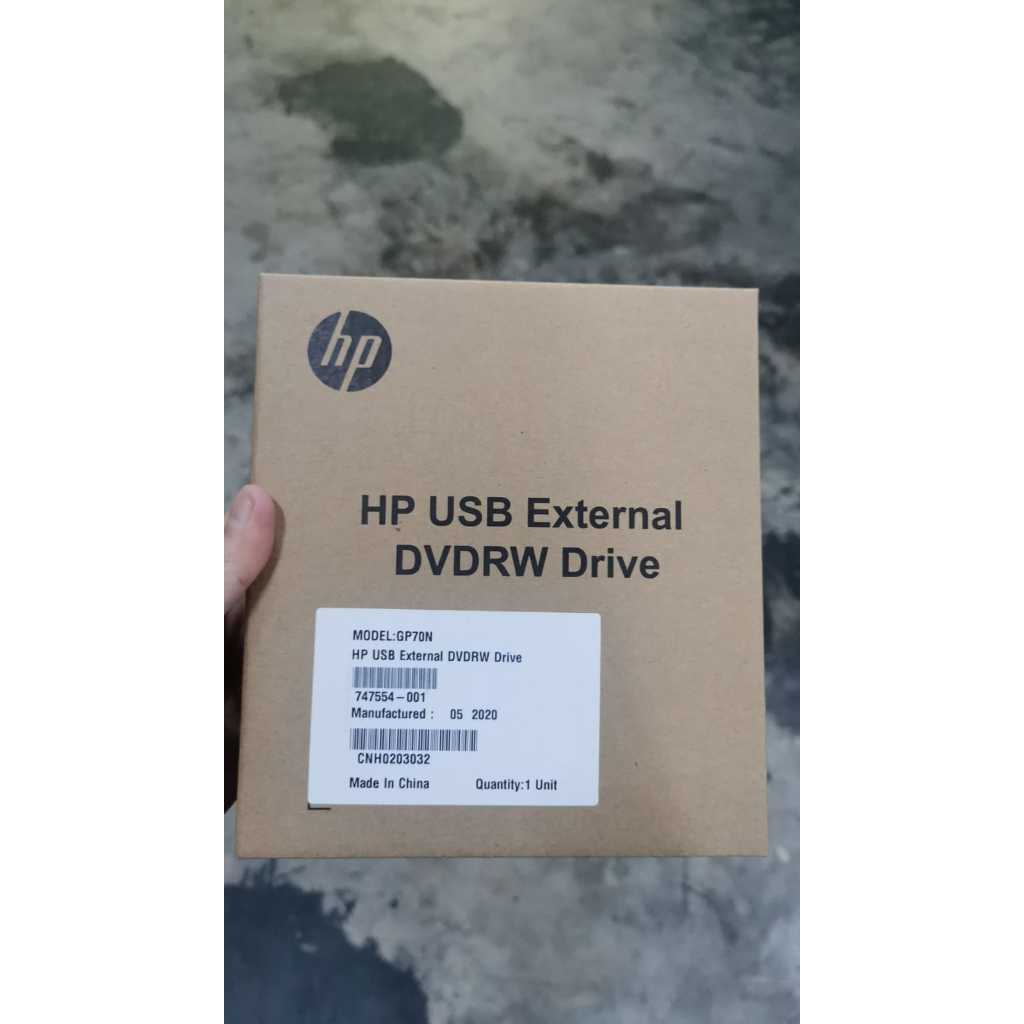 hp
HP USB External
DVDRW Drive
MODEL:GP70N
HP USB External DVDRW Drive
747554-001
Manufactured : 05 2020
CNH0203032
Made In China Quantity:1 Unit